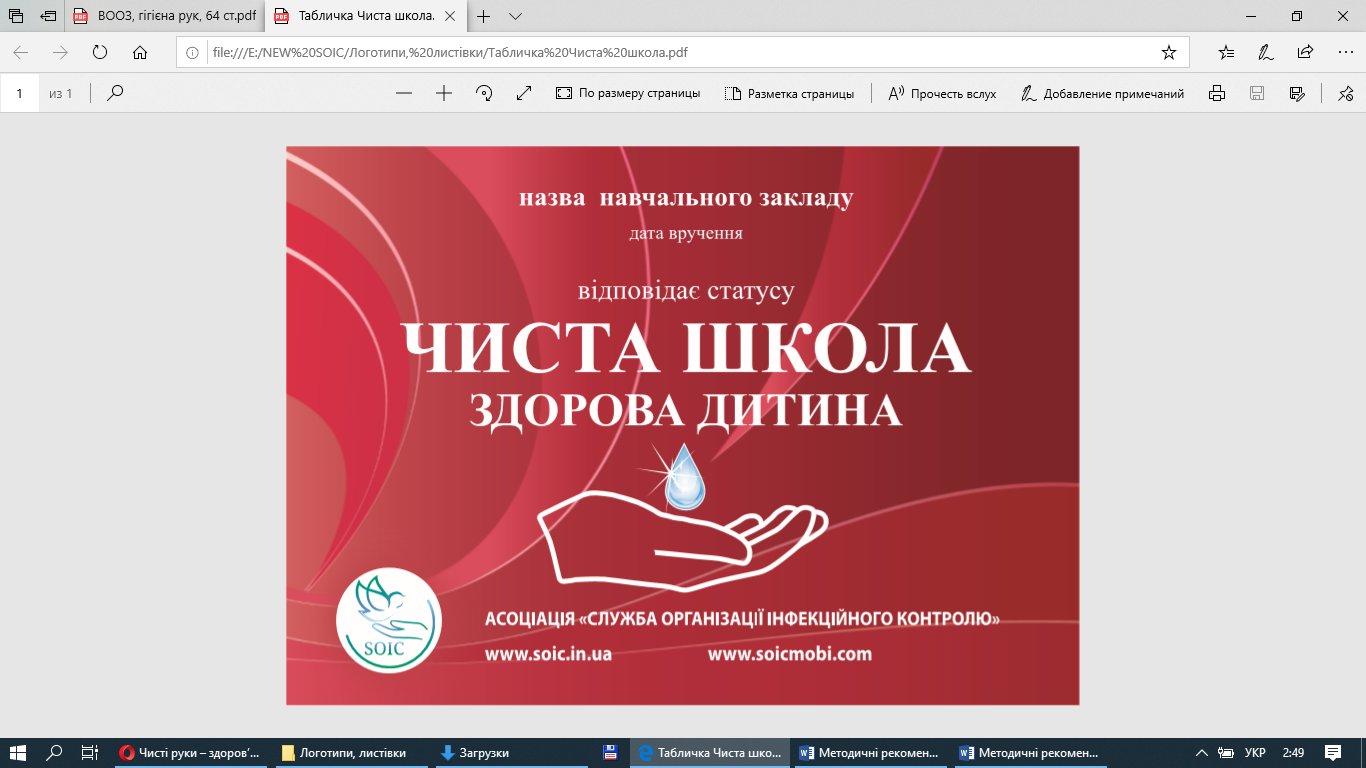 ВООЗ, гігієна рук, 64 ст.pdf
Табличка Чиста школа.
file:///E:/NEW%20SOIC/Логотипи,%20листівки/Табличка%20Чиста%20школа.pdf
1 из 1
По размеру страницы
Разметка страницы
Прочесть вслух
Добавление примечаний
назва навчального закладу
дата вручення
відповідає статусу
ЧИСТА ШКОЛА
ЗДОРОВА ДИТИНА
SOIC
АСОЦІАЦІЯ «СЛУЖБА ОРГАНІЗАЦІЇ ІНФЕКЦІЙНОГО КОНТРОЛЮ»
www.soic.in.ua www.soicmobi.com
Чисті руки – здоров'...
Логотипи, листівки
Загрузки
Табличка Чиста шко...
Методичні рекомен...
Методичні рекомен...
УКР
2:49